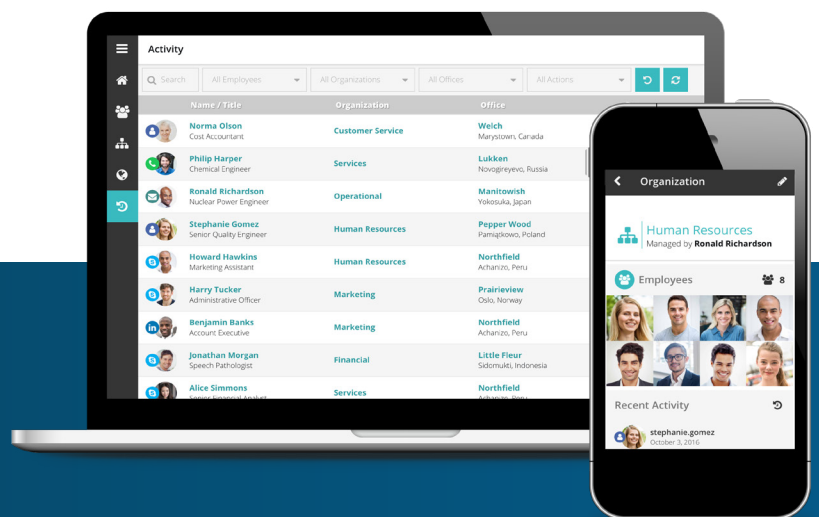 Activity
Search
All Employees
All Organizations
All Offices
All Actions
Name / Title
Organization
Office
Norma Olson
Cost Accountant
Customer Service
Welch
Marystown, Canada
Philip Harper
Chemical Engineer
Services
Lukken
Novogireyevo, Russia
Ronald Richardson
Nuclear Power Engineer
Operational
Manitowish
Yokosuka, Japan
Stephanie Gomez
Senior Quality Engineer
Human Resources
Pepper Wood
Pamiątkowo, Poland
Howard Hawkins
Marketing Assistant
Human Resources
Northfield
Achanizo, Peru
Harry Tucker
Administrative Officer
Marketing
Prairieview
Oslo, Norway
Benjamin Banks
Account Executive
Marketing
Northfield
Achanizo, Peru
Jonathan Morgan
Speech Pathologist
Financial
Little Fleur
Sidomukti, Indonesia
Alice Simmons
Senior Financial Analyst
Services
Northfield
Achanizo, Peru
Organization
Human Resources
Managed by Ronald Richardson
Employees
8
Recent Activity
stephanie.gomez
October 3, 2016